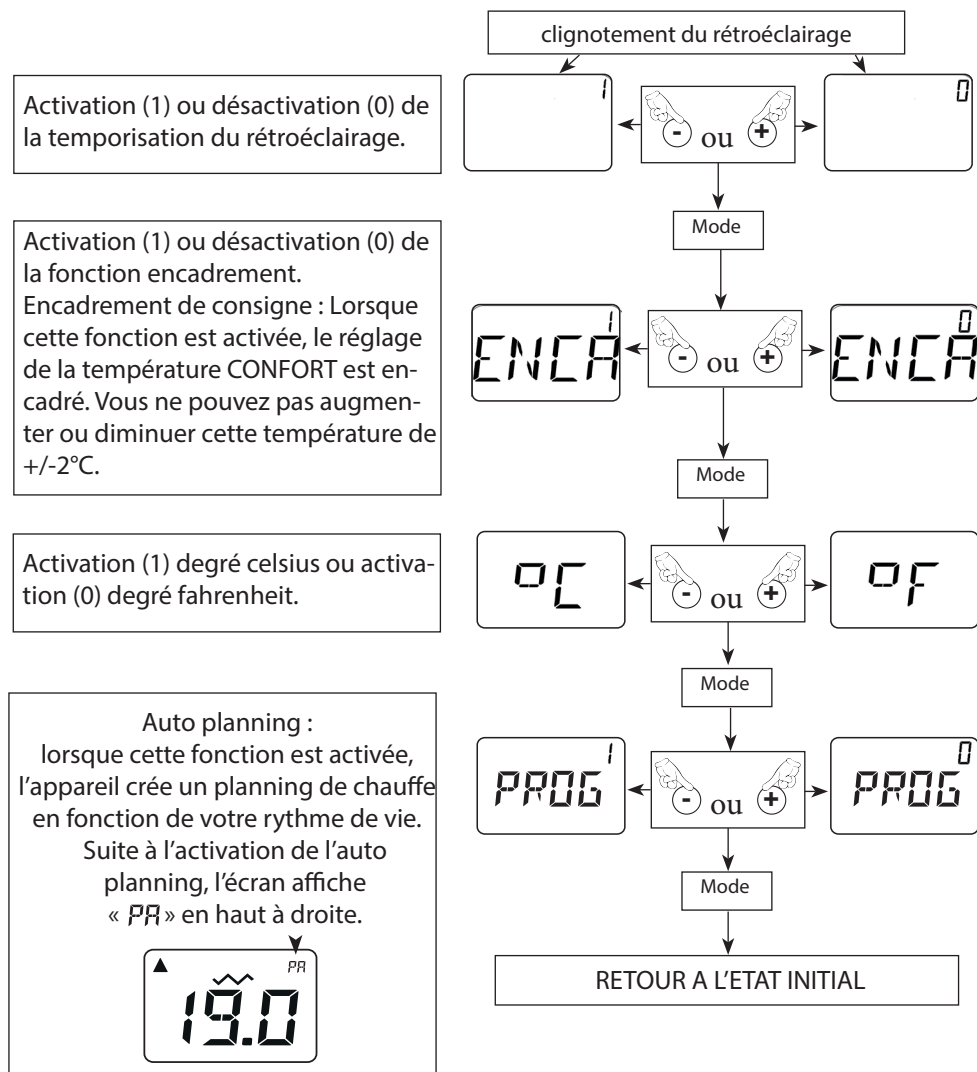 clignotement du rétroéclairage
Activation (1) ou désactivation (0) de
la temporisation du rétroéclairage.
1
- ou +
0
Mode
Activation (1) ou désactivation (0) de
la fonction encadrement.
Encadrement de consigne : Lorsque
cette fonction est activée, le réglage
de la température CONFORT est en-
cadré. Vous ne pouvez pas augmen-
ter ou diminuer cette température de
+/-2°C.
1
ENCA
- ou +
0
ENCA
Mode
Activation (1) degré celsius ou activa-
tion (0) degré fahrenheit.
°C
- ou +
°F
Mode
Auto planning :
lorsque cette fonction est activée,
l'appareil crée un planning de chauffe
en fonction de votre rythme de vie.
Suite à l'activation de l'auto
planning, l'écran affiche
« PA » en haut à droite.
PA
19.0
1
PROG
- ou +
0
PROG
Mode
RETOUR A L'ETAT INITIAL